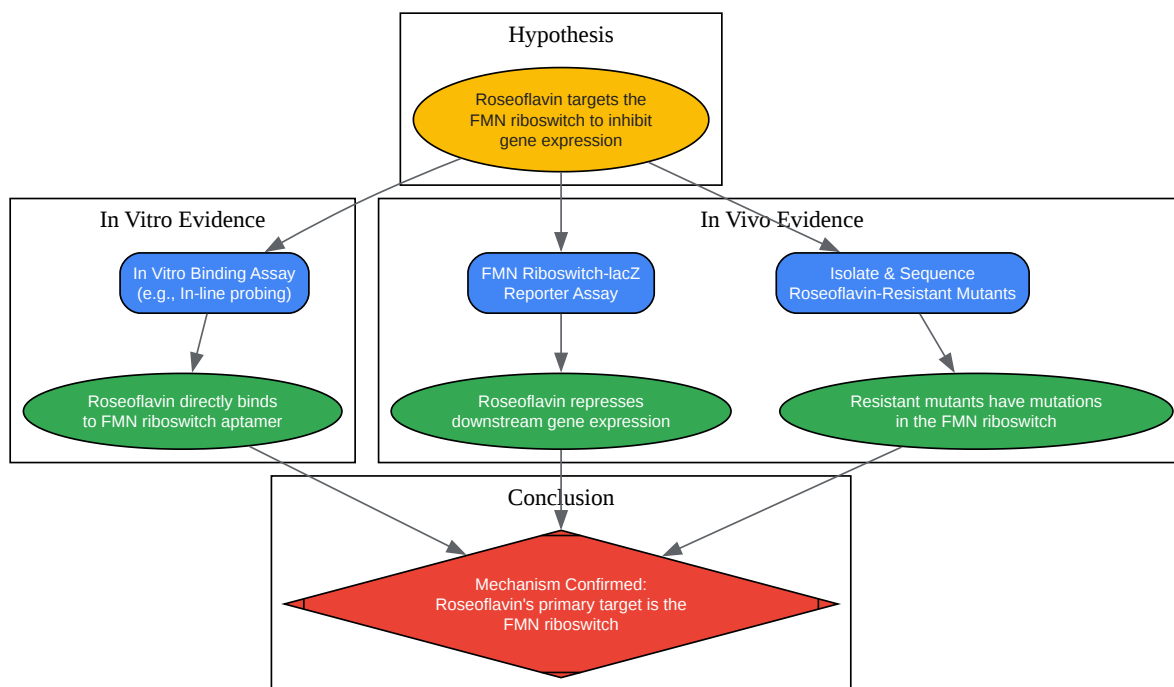 Hypothesis
Roseoflavin targets the
FMN riboswitch to inhibit
gene expression
In Vitro Evidence
In Vivo Evidence
In Vitro Binding Assay
(e.g., In-line probing)
FMN Riboswitch-lacZ
Reporter Assay
Isolate & Sequence
Roseoflavin-Resistant Mutants
Roseoflavin directly binds
to FMN riboswitch aptamer
Roseoflavin represses
downstream gene expression
Resistant mutants have mutations
in the FMN riboswitch
Conclusion
Mechanism Confirmed:
Roseoflavin's primary target is the
FMN riboswitch